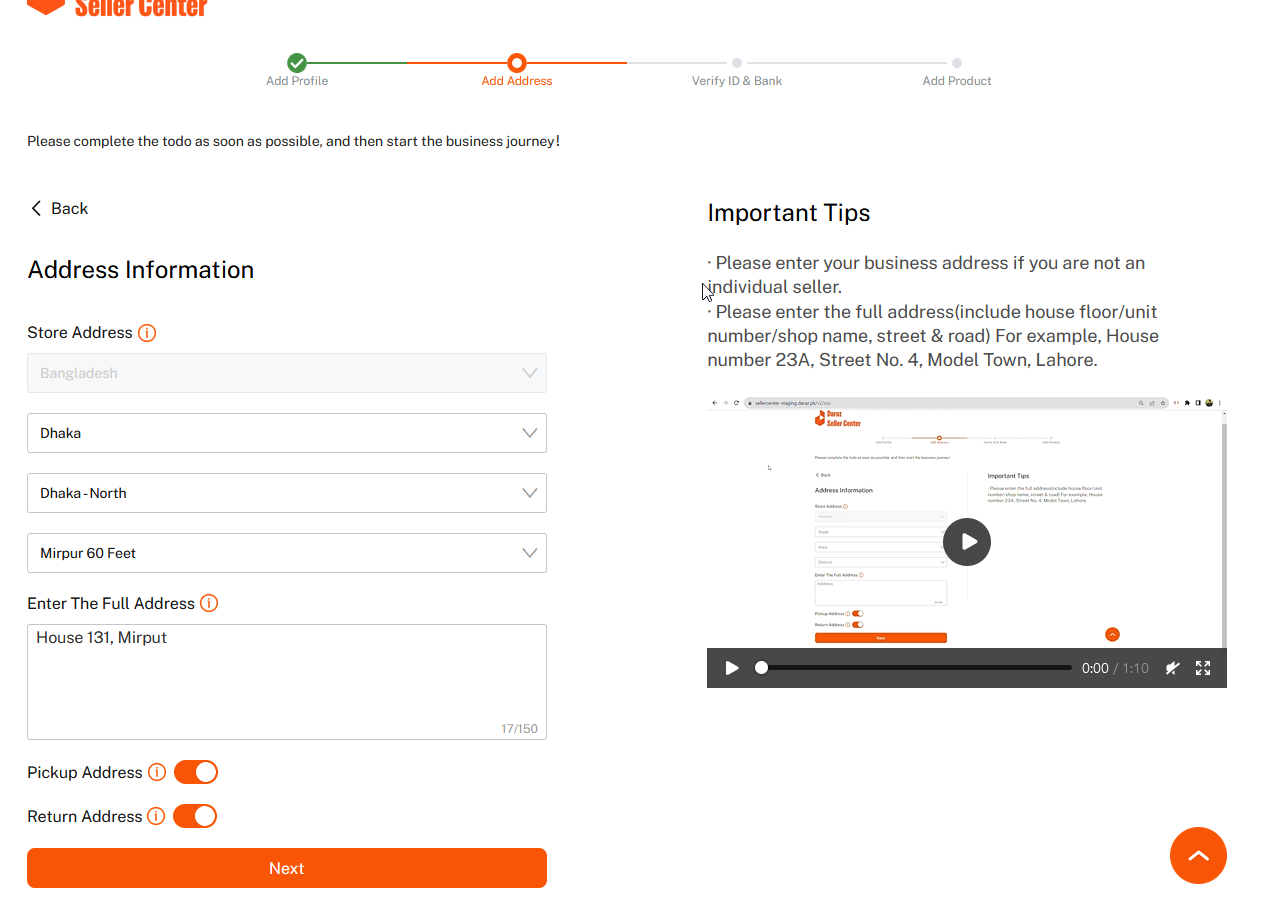 Seller Center
Add Profile
Add Address
Verify ID & Bank
Add Product
Please complete the todo as soon as possible, and then start the business journey!
Back
Address Information
Store Address
Bangladesh
Dhaka
Dhaka - North
Mirpur 60 Feet
Enter The Full Address
House 131, Mirput
17/150
Pickup Address
Return Address
Next
Important Tips
· Please enter your business address if you are not an
individual seller.
· Please enter the full address(include house floor/unit
number/shop name, street & road) For example, House
number 23A, Street No. 4, Model Town, Lahore.
sellercenter-staging.daraz.pk/v2/sou
Daraz
Seller Center
Add Profile
Add Address
Verify ID & Bank
Add Product
Please complete the todo as soon as possible, and then start the business journey!
Back
Address Information
Store Address
Enter The Full Address
Address
Pickup Address
Return Address
Next
Important Tips
· Please enter the full address(include house floor/unit
number/shop name, street & road) For example, House
number 23A, Street No. 4, Model Town, Lahore.
0:00 / 1:10